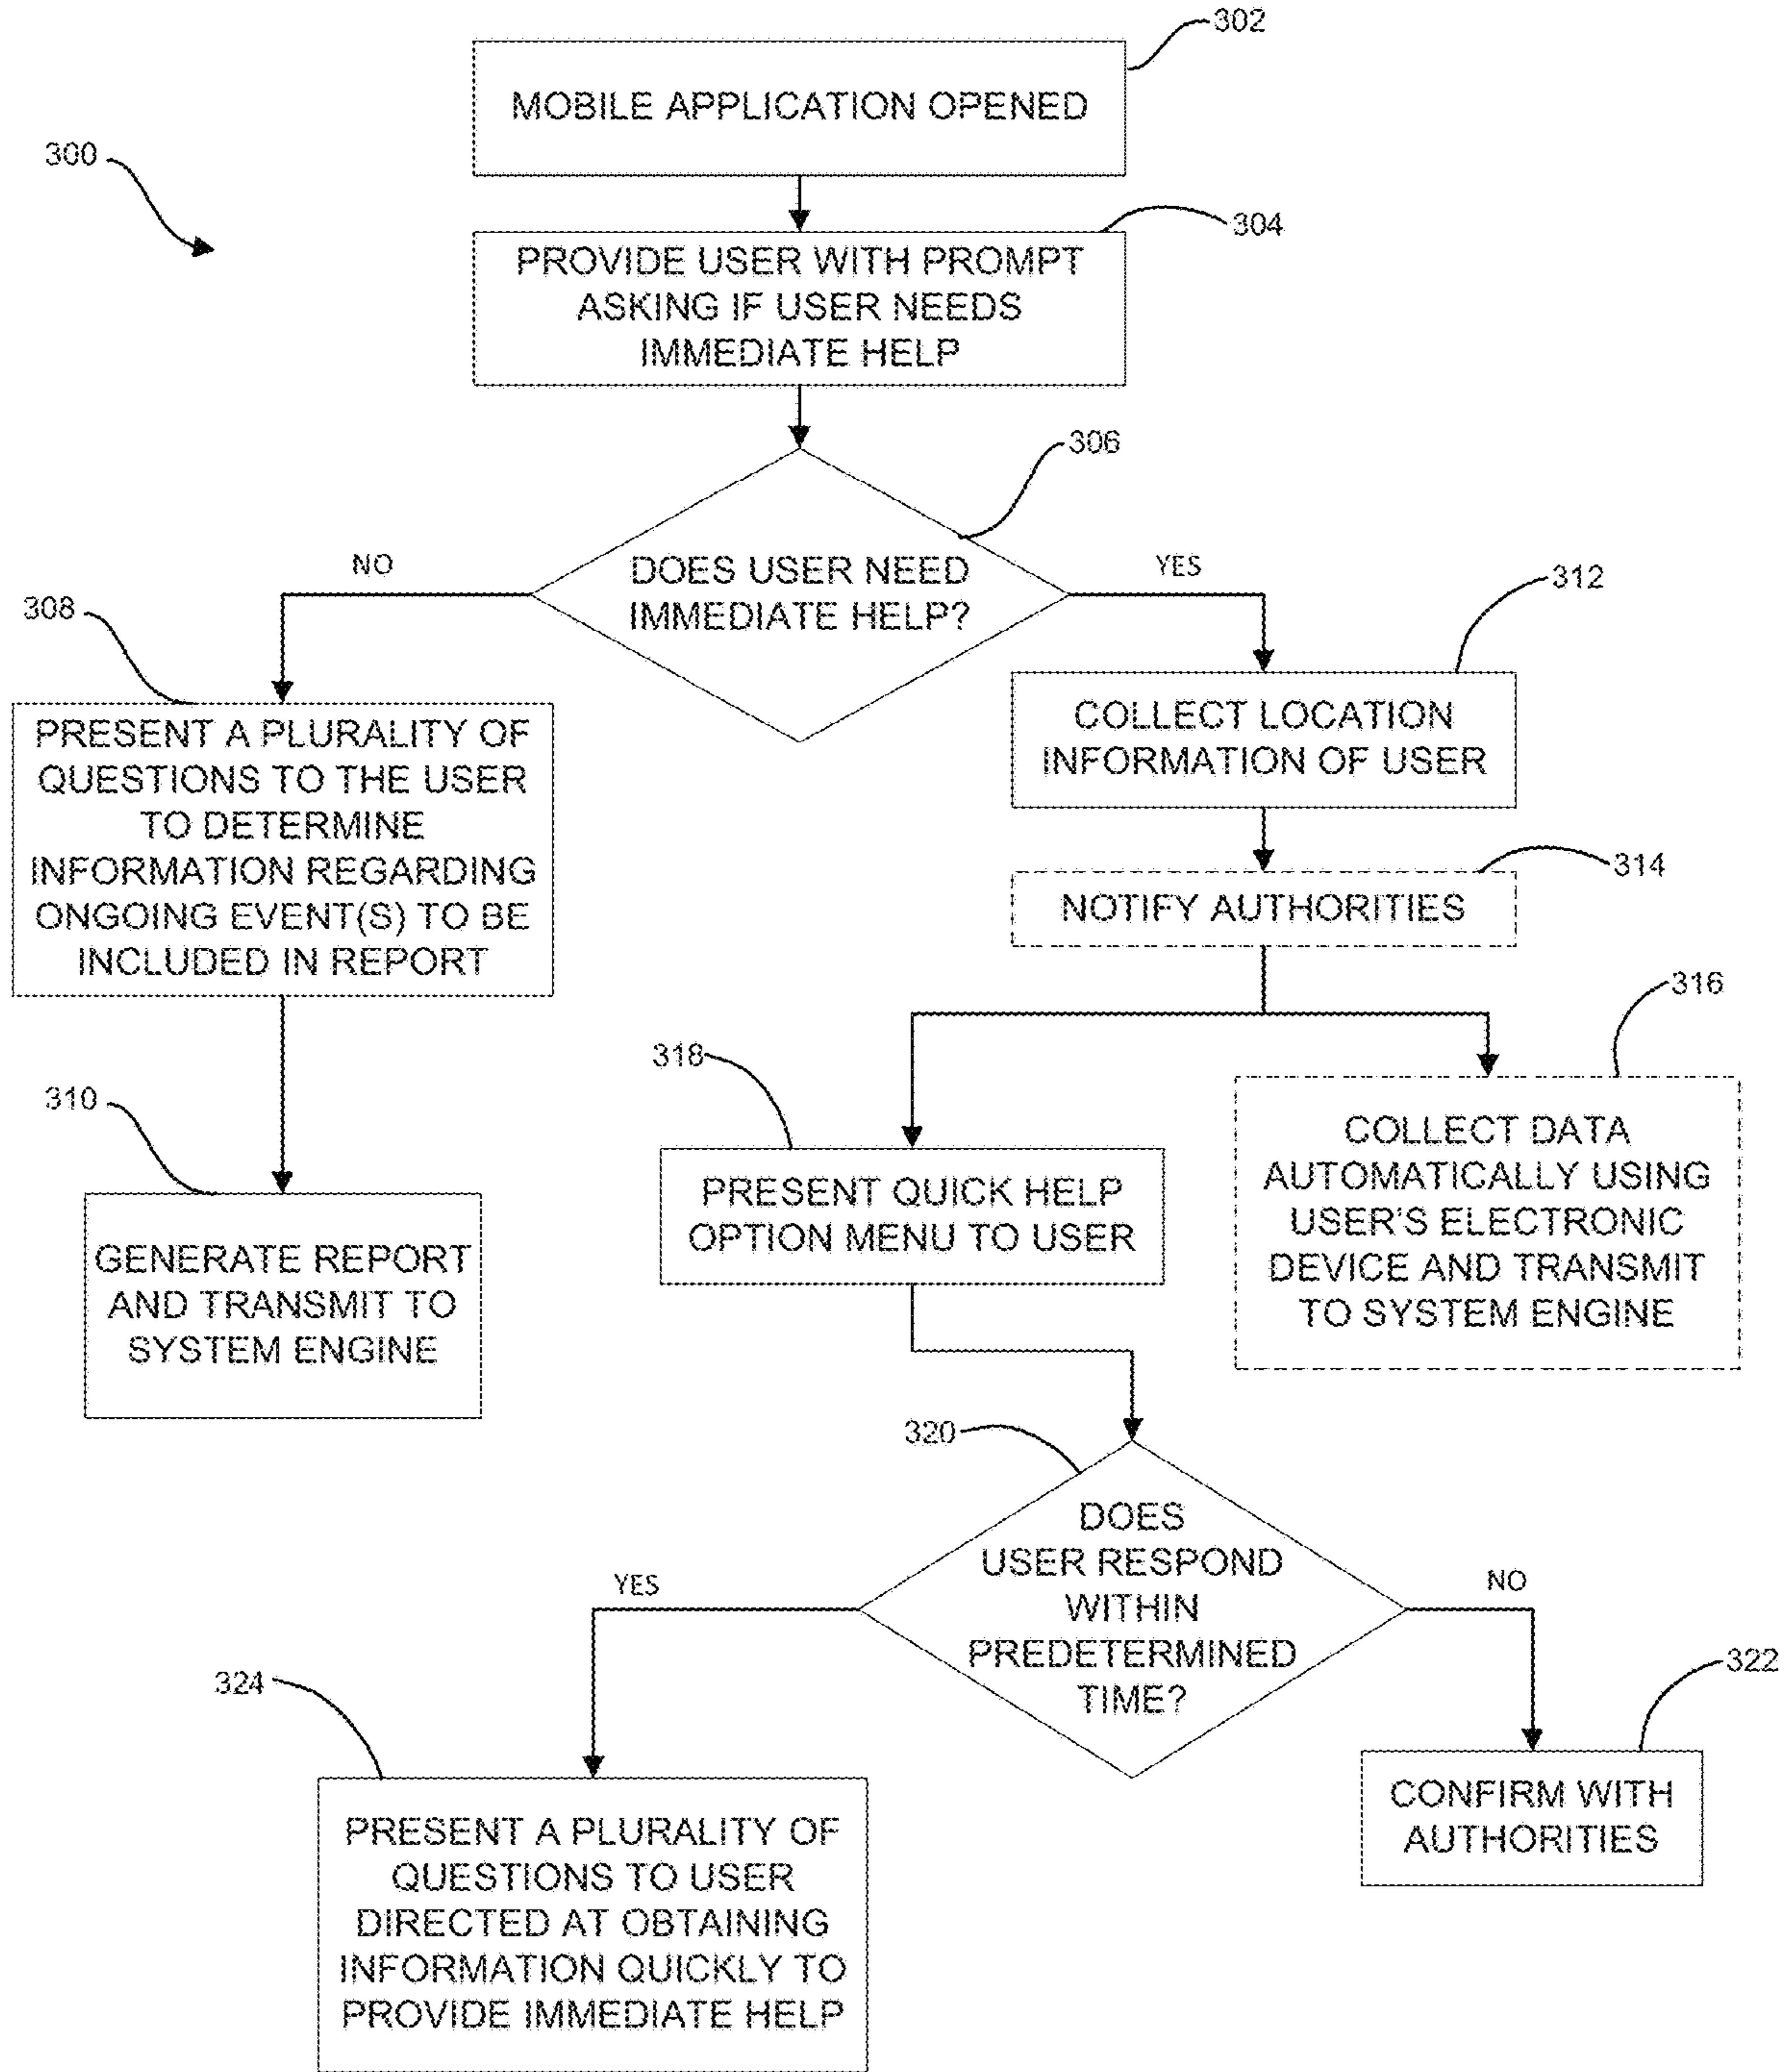 302
MOBILE APPLICATION OPENED
300
304
PROVIDE USER WITH PROMPT
ASKING IF USER NEEDS
IMMEDIATE HELP
306
DOES USER NEED
IMMEDIATE HELP?
NO
YES
308
PRESENT A PLURALITY OF
QUESTIONS TO THE USER
TO DETERMINE
INFORMATION REGARDING
ONGOING EVENT(S) TO BE
INCLUDED IN REPORT
310
GENERATE REPORT
AND TRANSMIT TO
SYSTEM ENGINE
312
COLLECT LOCATION
INFORMATION OF USER
314
NOTIFY AUTHORITIES
316
COLLECT DATA
AUTOMATICALLY USING
USER'S ELECTRONIC
DEVICE AND TRANSMIT
TO SYSTEM ENGINE
318
PRESENT QUICK HELP
OPTION MENU TO USER
320
DOES
USER RESPOND
WITHIN
PREDETERMINED
TIME?
YES
NO
322
CONFIRM WITH
AUTHORITIES
324
PRESENT A PLURALITY OF
QUESTIONS TO USER
DIRECTED AT OBTAINING
INFORMATION QUICKLY TO
PROVIDE IMMEDIATE HELP